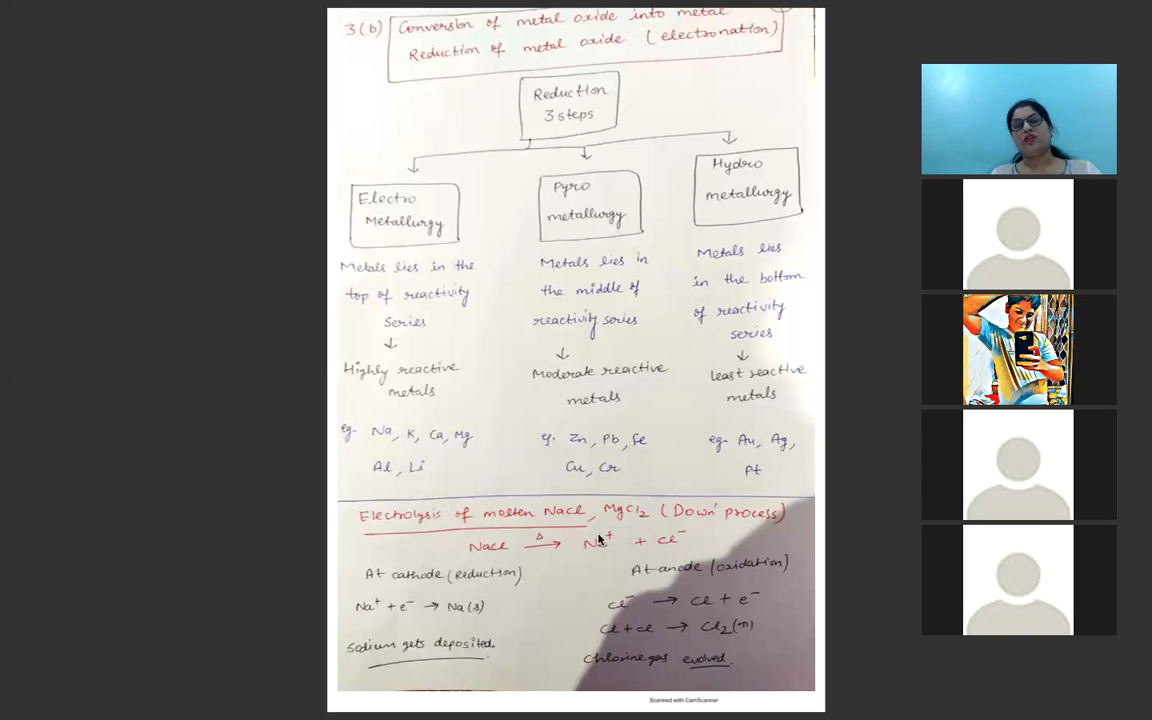 3(b) Conversion of metal oxide into metal
Reduction of metal oxide (electronation)
Reduction
3 steps
Electro
Metallurgy
Pyro
metallurgy
Hydro
metallurgy
Metals lies in the
top of reactivity
series
↓
Highly reactive
metals
eg. Na, K, Ca, Mg
Al, Li
Metals lies in
the middle of
reactivity series
↓
Moderate reactive
metals
eg. Zn, Pb, Fe
Cu, Cr
Metals lies
in the bottom
of reactivity
series
↓
Least reactive
metals
eg. Au, Ag,
Pt
Electrolysis of molten NaCl, MgCl2 (Down' process)
NaCl Δ→ Na+ + Cl-
At cathode (Reduction)
Na+ + e- → Na(s)
Sodium gets deposited.
At anode (oxidation)
Cl- → Cl + e-
Cl + Cl → Cl2(↑)
Chlorine gas evolved.
Scanned with CamScanner